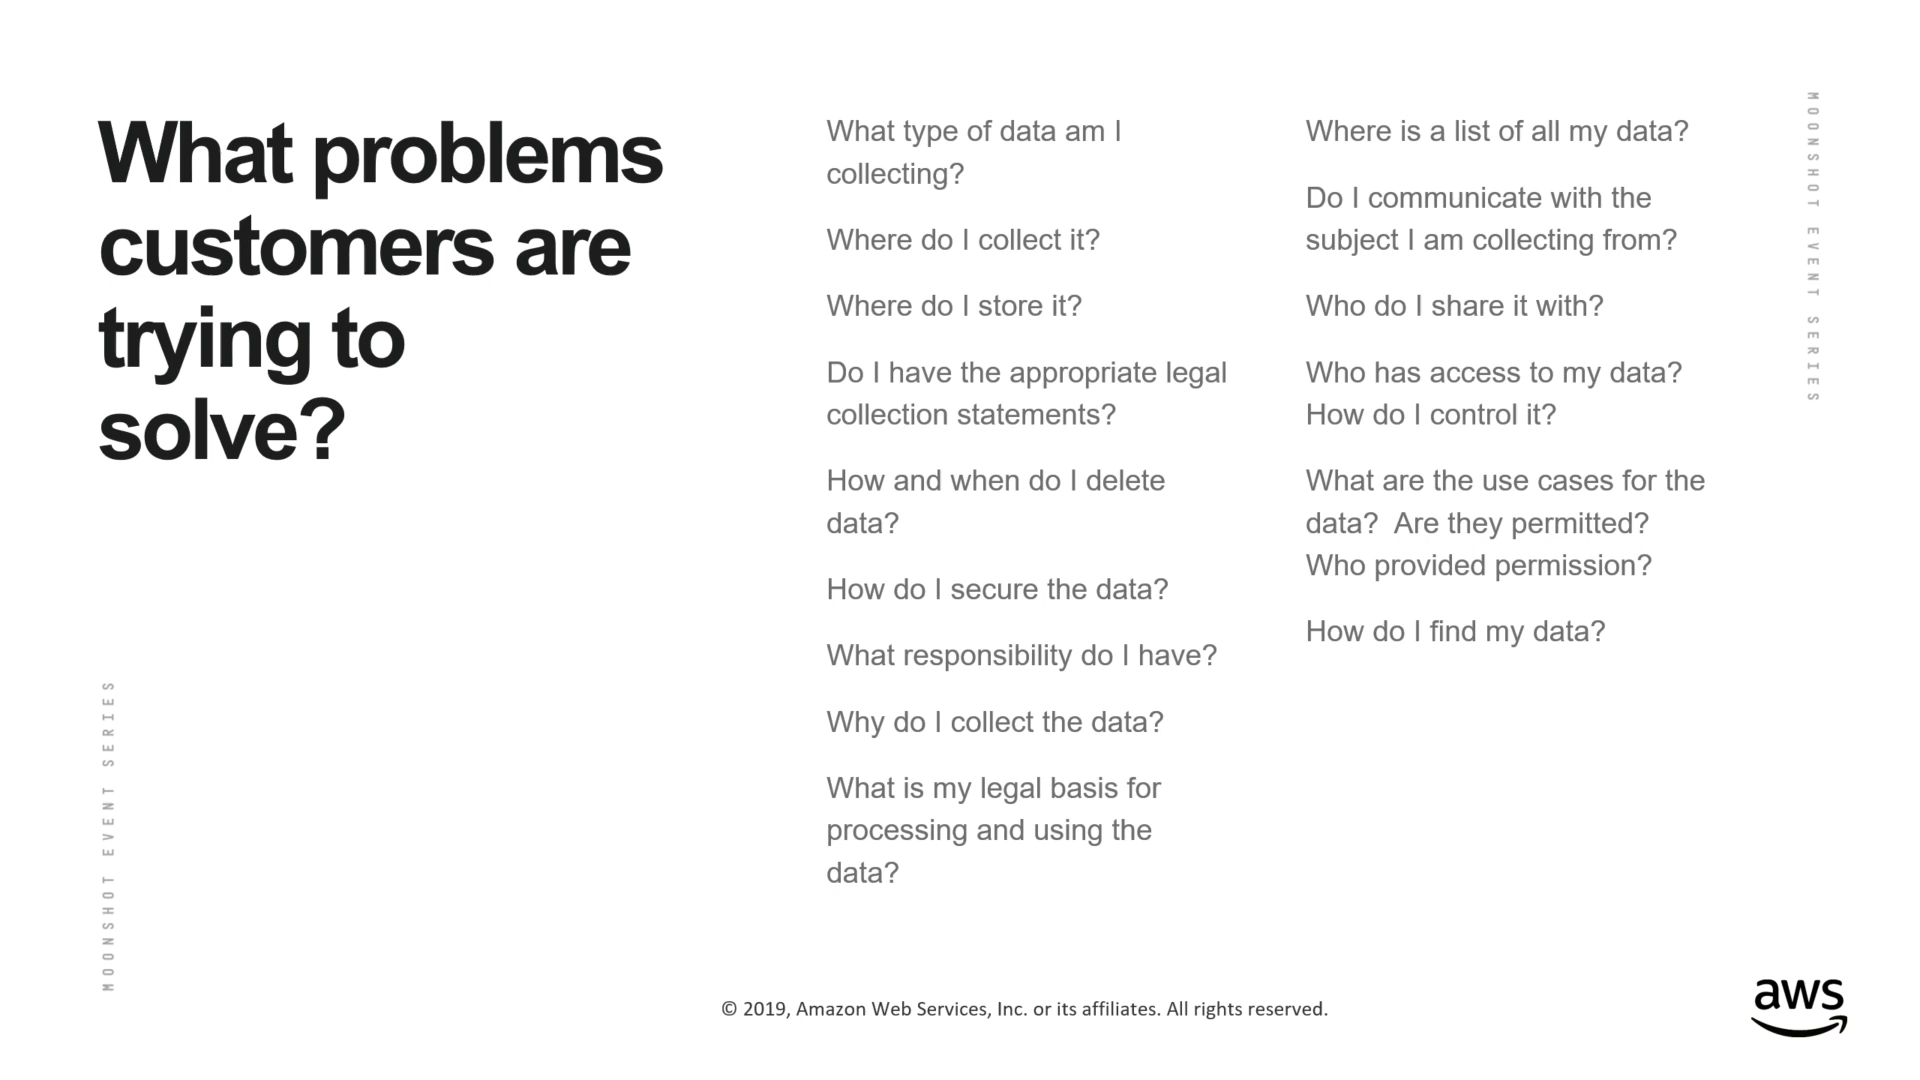 What problems
customers are
trying to
solve?
What type of data am I
collecting?
Where do I collect it?
Where do I store it?
Do I have the appropriate legal
collection statements?
How and when do I delete
data?
How do I secure the data?
What responsibility do I have?
Why do I collect the data?
What is my legal basis for
processing and using the
data?
Where is a list of all my data?
Do I communicate with the
subject I am collecting from?
Who do I share it with?
Who has access to my data?
How do I control it?
What are the use cases for the
data?  Are they permitted?
Who provided permission?
How do I find my data?
MOONSHOT EVENT SERIES
MOONSHOT EVENT SERIES
© 2019, Amazon Web Services, Inc. or its affiliates. All rights reserved.
aws